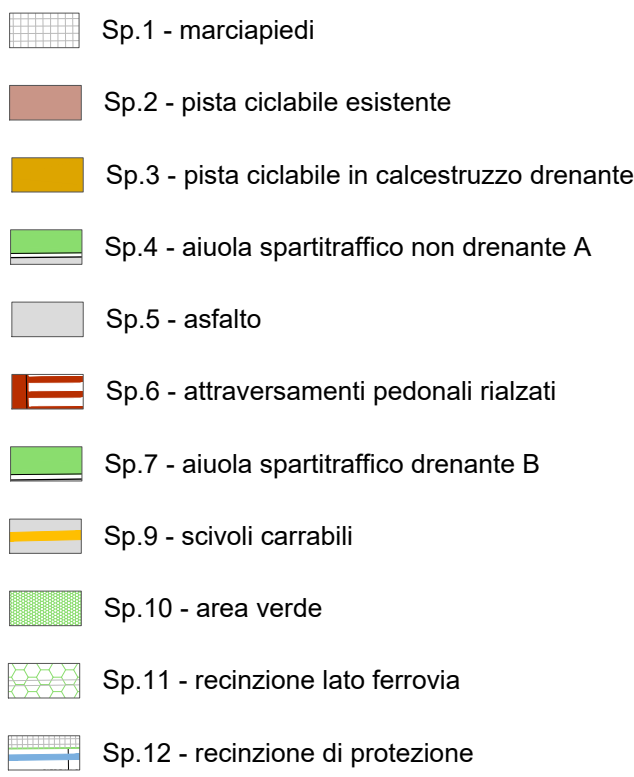 Sp.1 - marciapiedi
Sp.2 - pista ciclabile esistente
Sp.3 - pista ciclabile in calcestruzzo drenante
Sp.4 - aiuola spartitraffico non drenante A
Sp.5 - asfalto
Sp.6 - attraversamenti pedonali rialzati
Sp.7 - aiuola spartitraffico drenante B
Sp.9 - scivoli carrabili
Sp.10 - area verde
Sp.11 - recinzione lato ferrovia
Sp.12 - recinzione di protezione